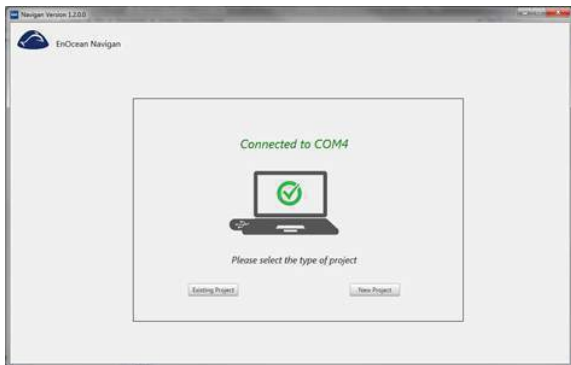 Navigan Version 1.2.0.0
EnOcean Navigan
Connected to COM4
Please select the type of project
Existing Project
New Project